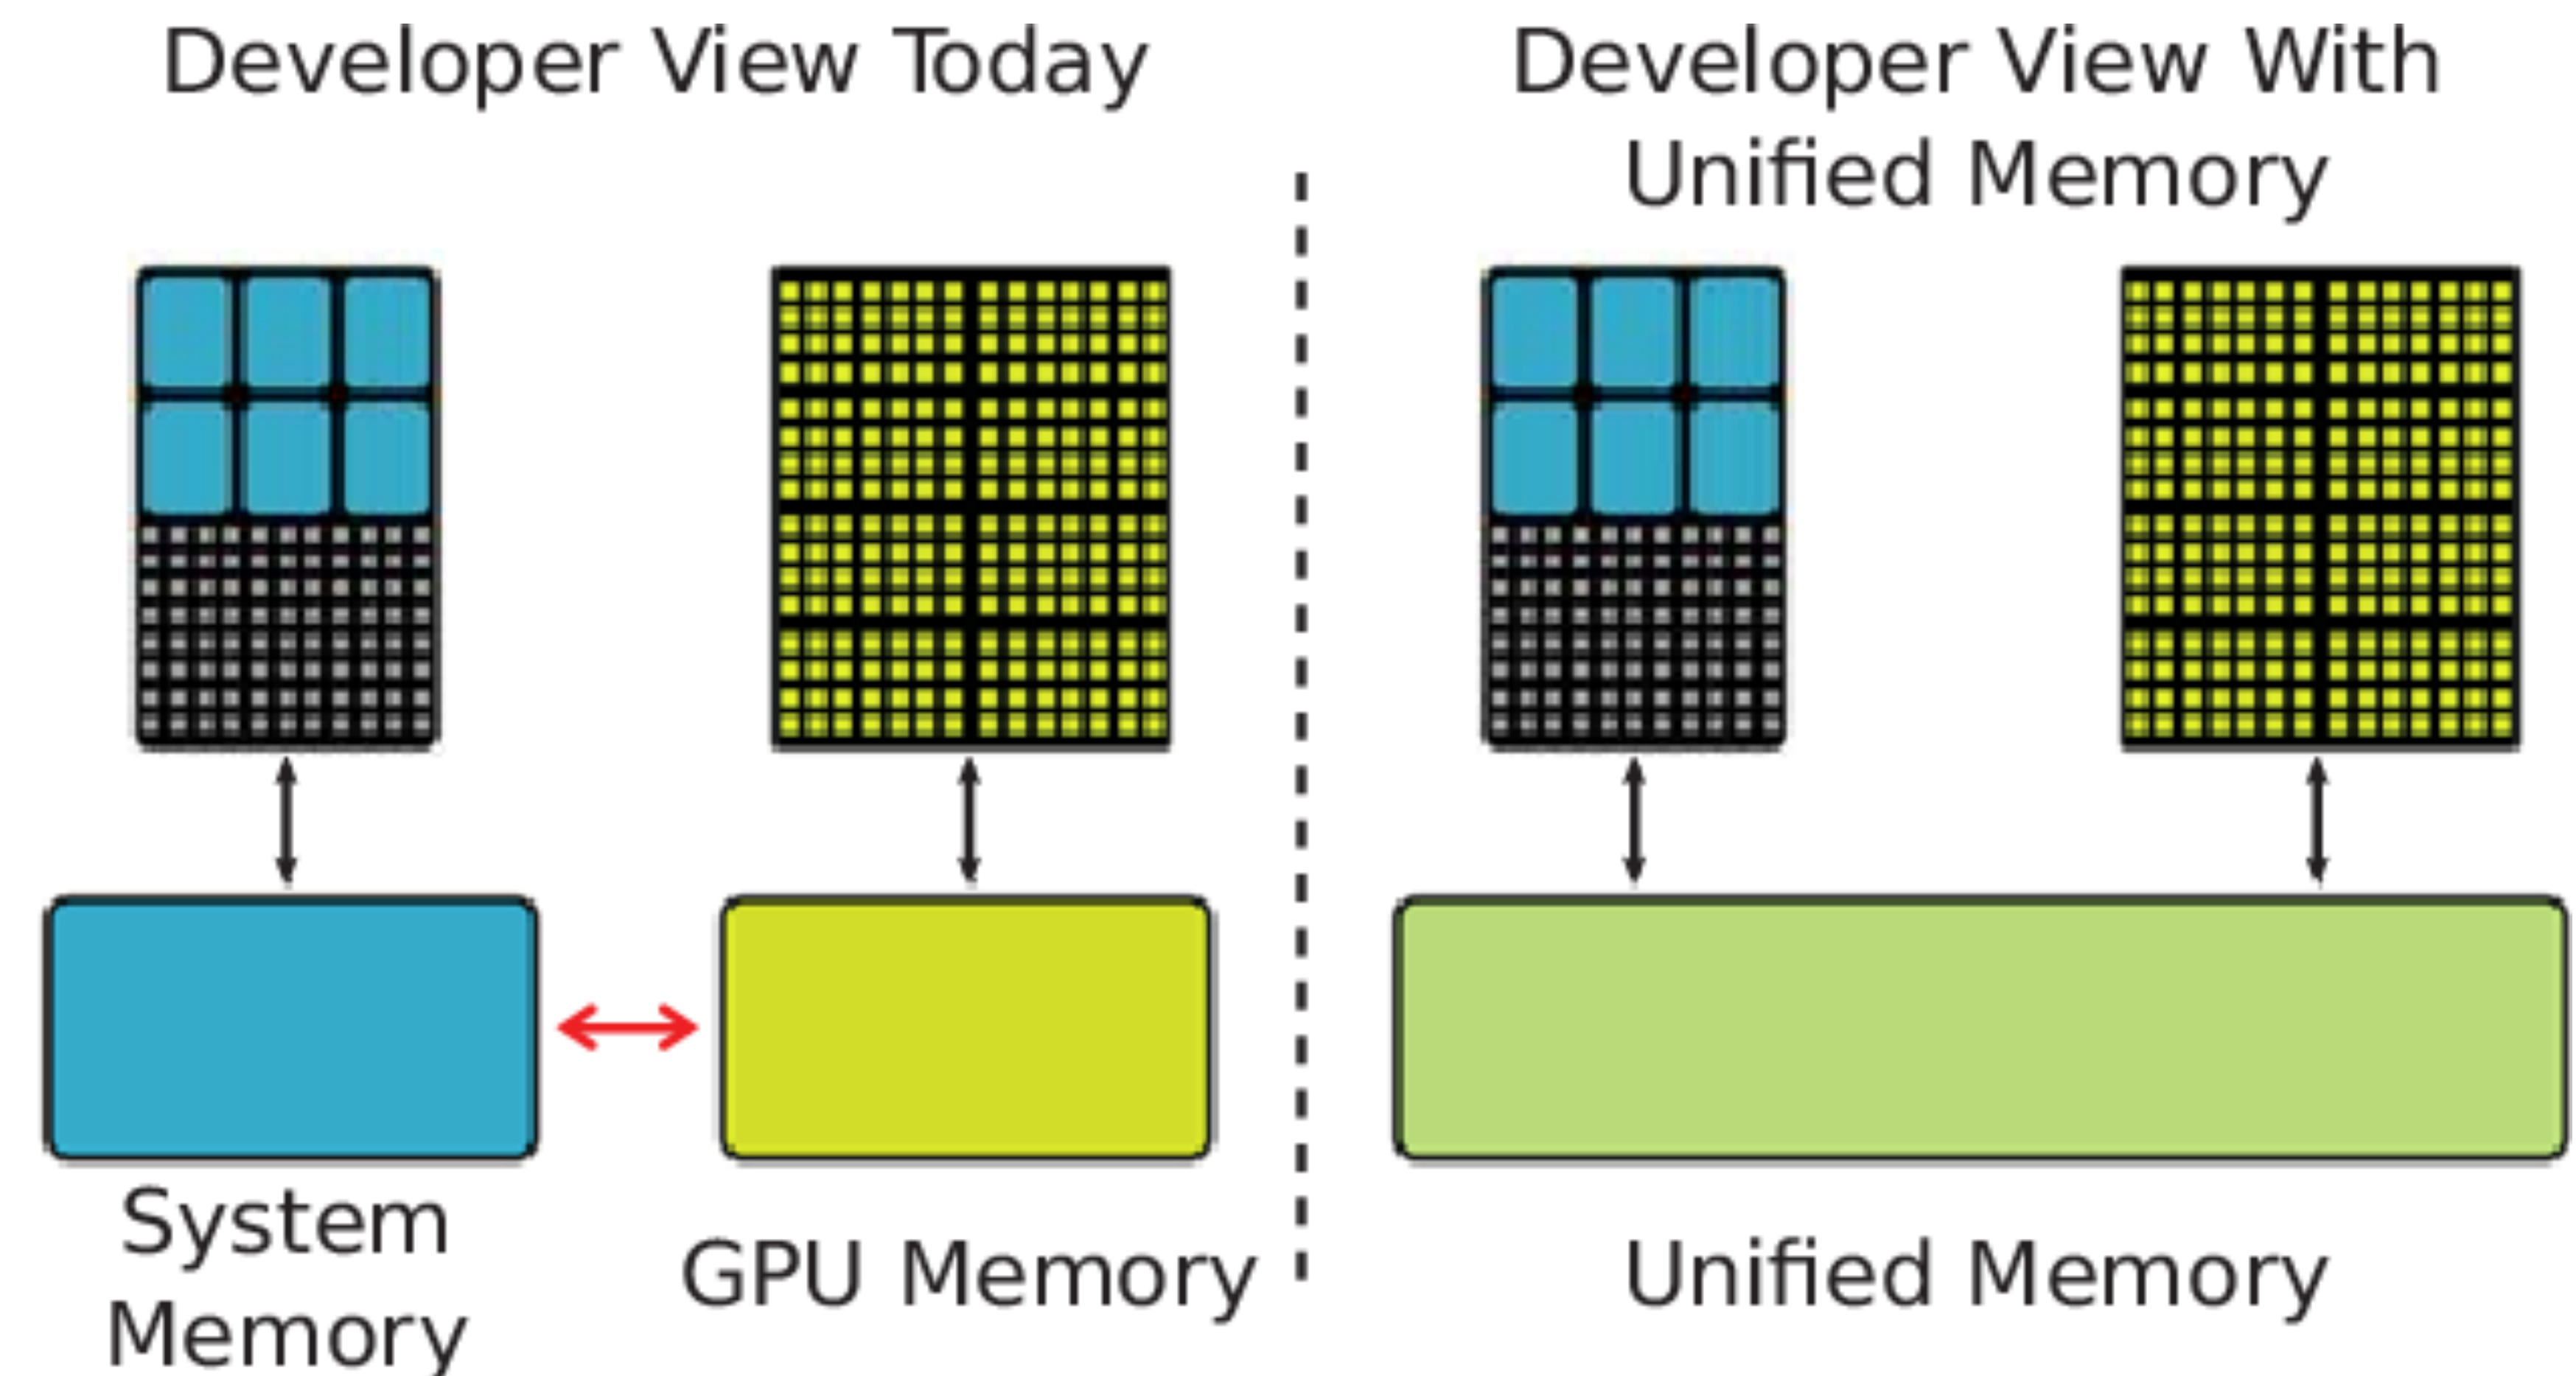 Developer View Today
Developer View With
Unified Memory
System
Memory
GPU Memory
Unified Memory